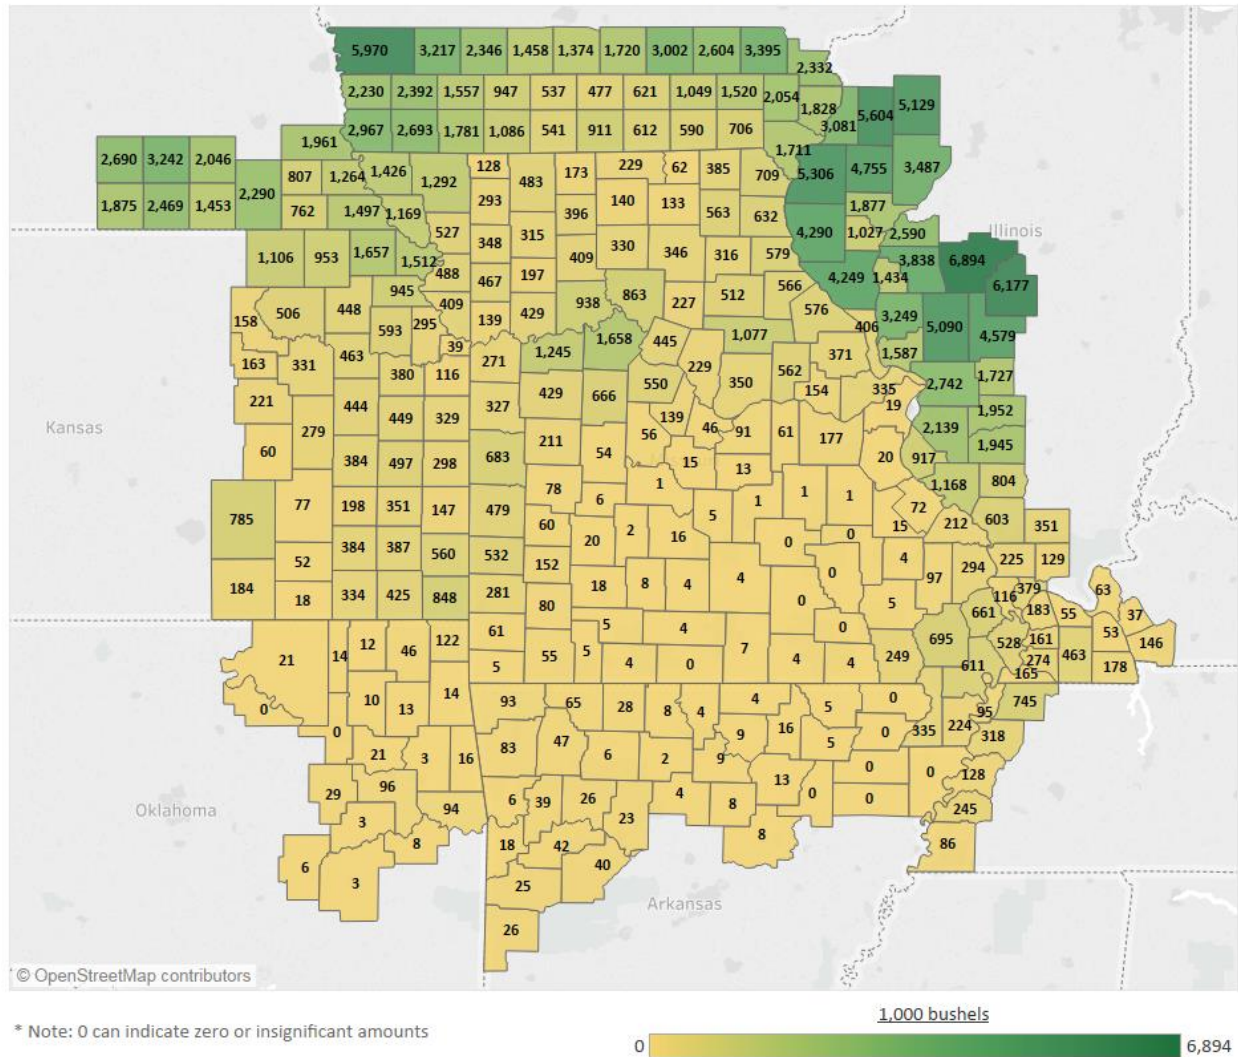 5,970 3,217 2,346 1,458 1,374 1,720 3,002 2,604 3,395
2,332
2,230 2,392 1,557 947 537 477 621 1,049 1,520 2,054 1,828 5,604 5,129
2,967 2,693 1,781 1,086 541 911 612 590 706 3,081
1,961 1,711
2,690 3,242 2,046 807 1,264 1,426 1,292 128 483 173 229 62 385 709 5,306 4,755 3,487
1,875 2,469 1,453 2,290 762 1,497 1,169 293 396 140 133 563 632 1,877
527 348 315 4,290 1,027 2,590 Illinois
1,106 953 1,657 1,512 409 330 346 316 579 3,838 6,894
488 467 197 4,249 1,434 6,177
945 409 938 863 227 512 566
158 506 448 593 295 139 429 576 406 3,249 5,090 4,579
39 1,245 1,658 445 1,077 371 1,587
163 331 463 380 116 271 229 562 2,742 1,727
221 444 449 329 327 429 666 550 350 154 335 19 1,952
Kansas 279 139 46 91 61 177 2,139 1,945
60 384 497 298 683 211 54 56 15 13 20 917
785 77 198 351 147 479 78 6 1 5 1 1 1 72 1,168 804
15 212 603 351
52 384 387 560 532 60 20 2 16 0 0
184 18 334 425 848 281 152 18 8 4 4 0 4 97 294 225 129
80 0 5 661 116 379 183 55 63 37
21 14 12 46 122 61 5 4 7 0 695 528 161 53 146
5 55 5 4 0 4 4 249 611 274 463 178
165
0 10 13 14 93 65 28 8 4 4 5 0 95 745
0 83 47 6 2 9 16 5 0 335 224 318
21 3 16 9 13 0 0 128
29 96 94 6 39 26 23 4 8 0 0 245
Oklahoma 3 8 18 42 8 86
6 3 25 40
Arkansas
26
© OpenStreetMap contributors
* Note: 0 can indicate zero or insignificant amounts
1,000 bushels
0 6,894